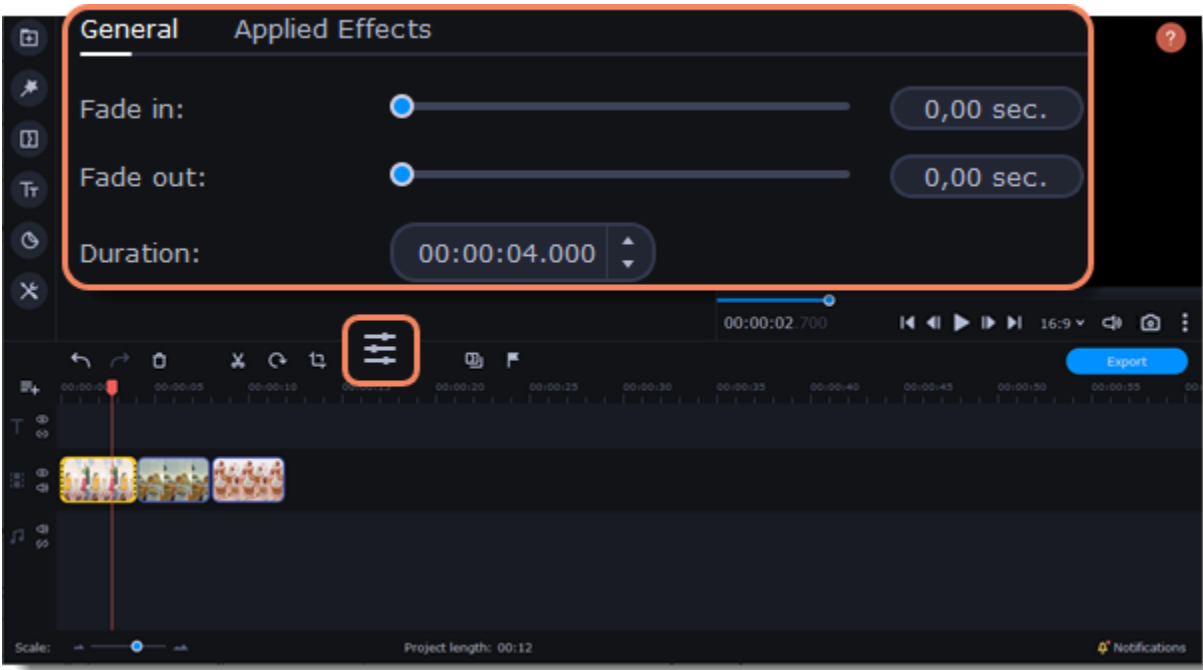 General Applied Effects
?
Fade in: 0,00 sec.
Fade out: 0,00 sec.
Duration: 00:00:04.000
00:00:02.700 16:9
Export
00:00:05 00:00:10 00:00:20 00:00:25 00:00:30 00:00:35 00:00:40 00:00:45 00:00:50 00:00:55
Scale: Project length: 00:12 Notifications